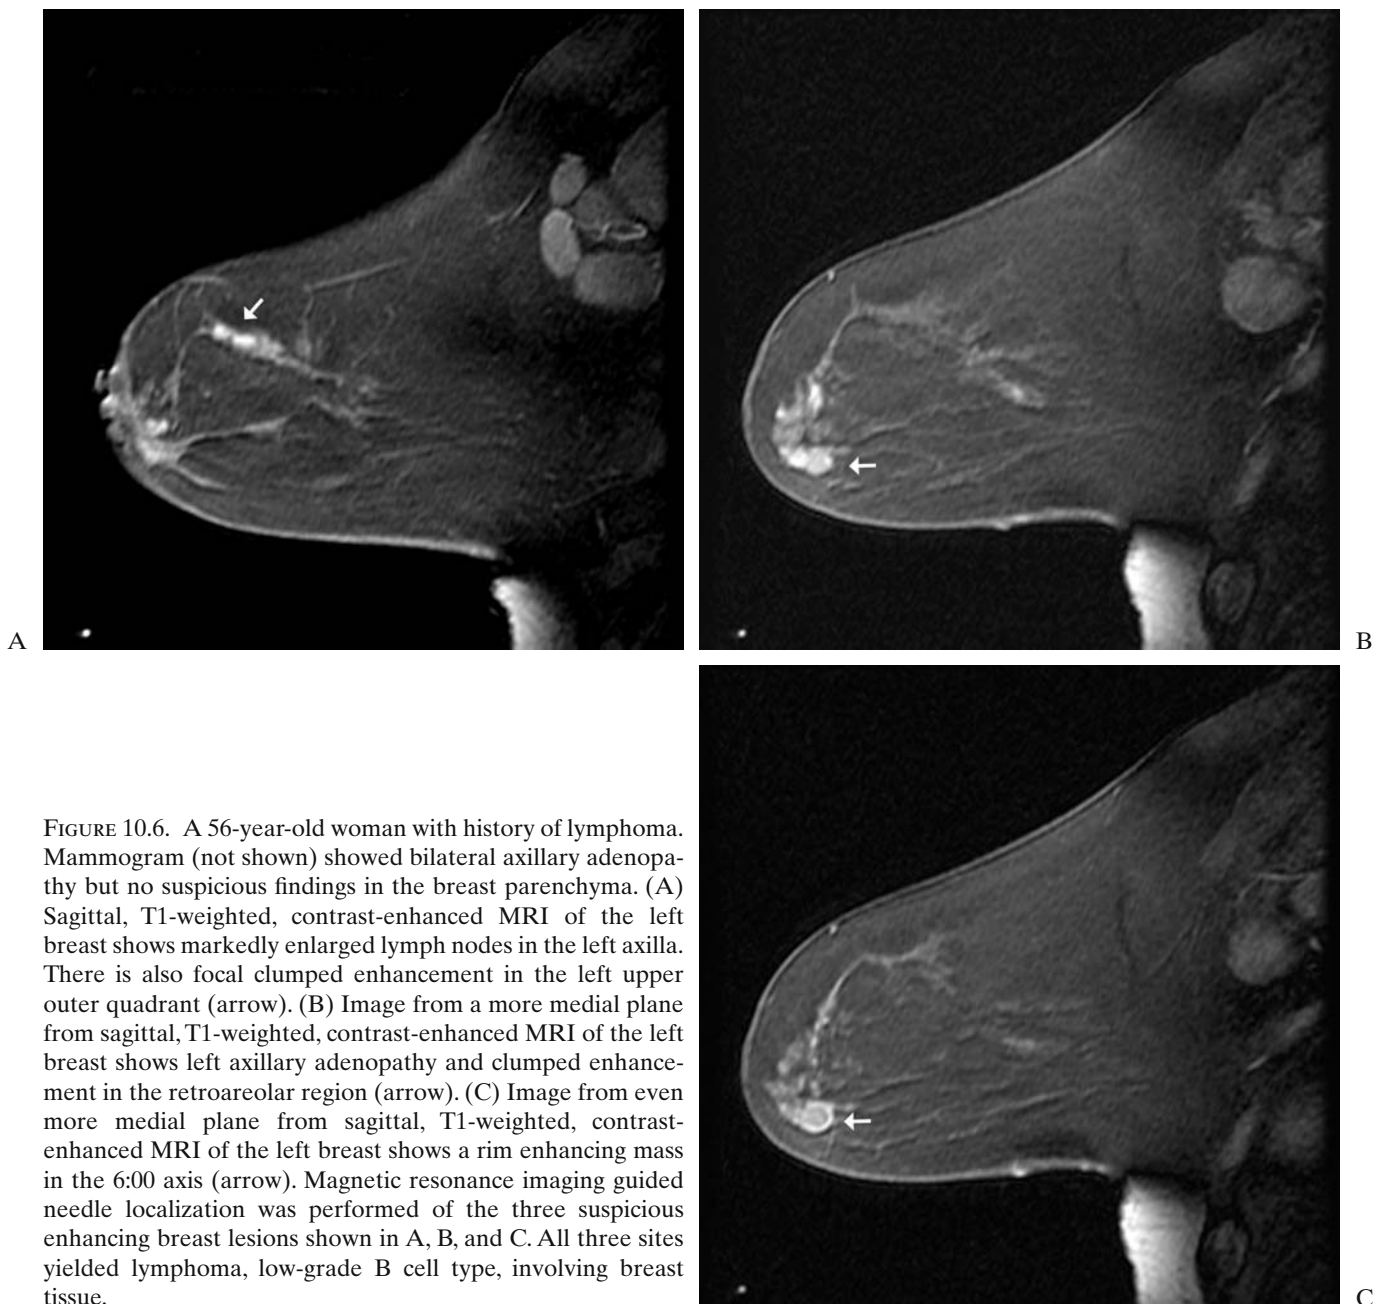 A
B
FIGURE 10.6. A 56-year-old woman with history of lymphoma.
Mammogram (not shown) showed bilateral axillary adenopa-
thy but no suspicious findings in the breast parenchyma. (A)
Sagittal, T1-weighted, contrast-enhanced MRI of the left
breast shows markedly enlarged lymph nodes in the left axilla.
There is also focal clumped enhancement in the left upper
outer quadrant (arrow). (B) Image from a more medial plane
from sagittal, T1-weighted, contrast-enhanced MRI of the left
breast shows left axillary adenopathy and clumped enhance-
ment in the retroareolar region (arrow). (C) Image from even
more medial plane from sagittal, T1-weighted, contrast-
enhanced MRI of the left breast shows a rim enhancing mass
in the 6:00 axis (arrow). Magnetic resonance imaging guided
needle localization was performed of the three suspicious
enhancing breast lesions shown in A, B, and C. All three sites
yielded lymphoma, low-grade B cell type, involving breast
tissue.
C